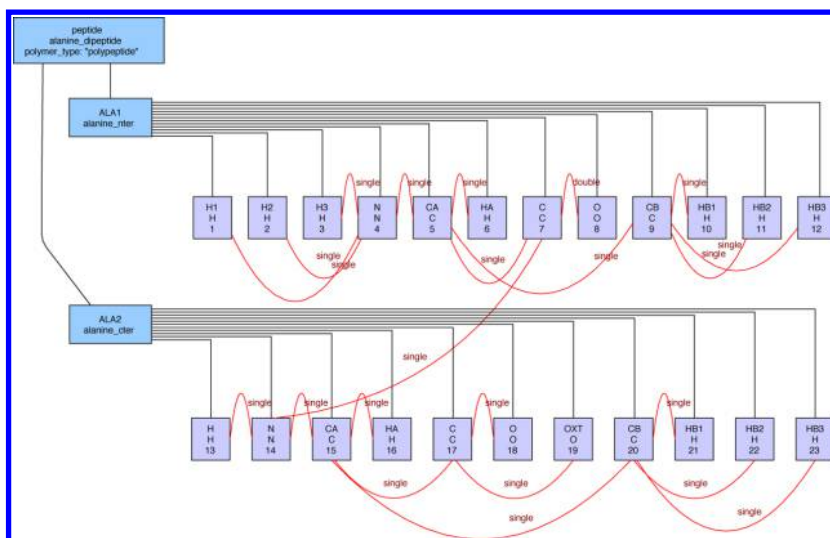 peptide
alanine_dipeptide
polymer_type: "polypeptide"
ALA1
alanine_nter
single
single
single
double
single
H1
H
1
H2
H
2
H3
H
3
N
N
4
CA
C
5
HA
H
6
C
C
7
O
O
8
CB
C
9
HB1
H
10
HB2
H
11
HB3
H
12
single
single
single
single
single
single
ALA2
alanine_cter
single
single
single
single
single
single
H
H
13
N
N
14
CA
C
15
HA
H
16
C
C
17
O
O
18
OXT
O
19
CB
C
20
HB1
H
21
HB2
H
22
HB3
H
23
single
single
single
single
single